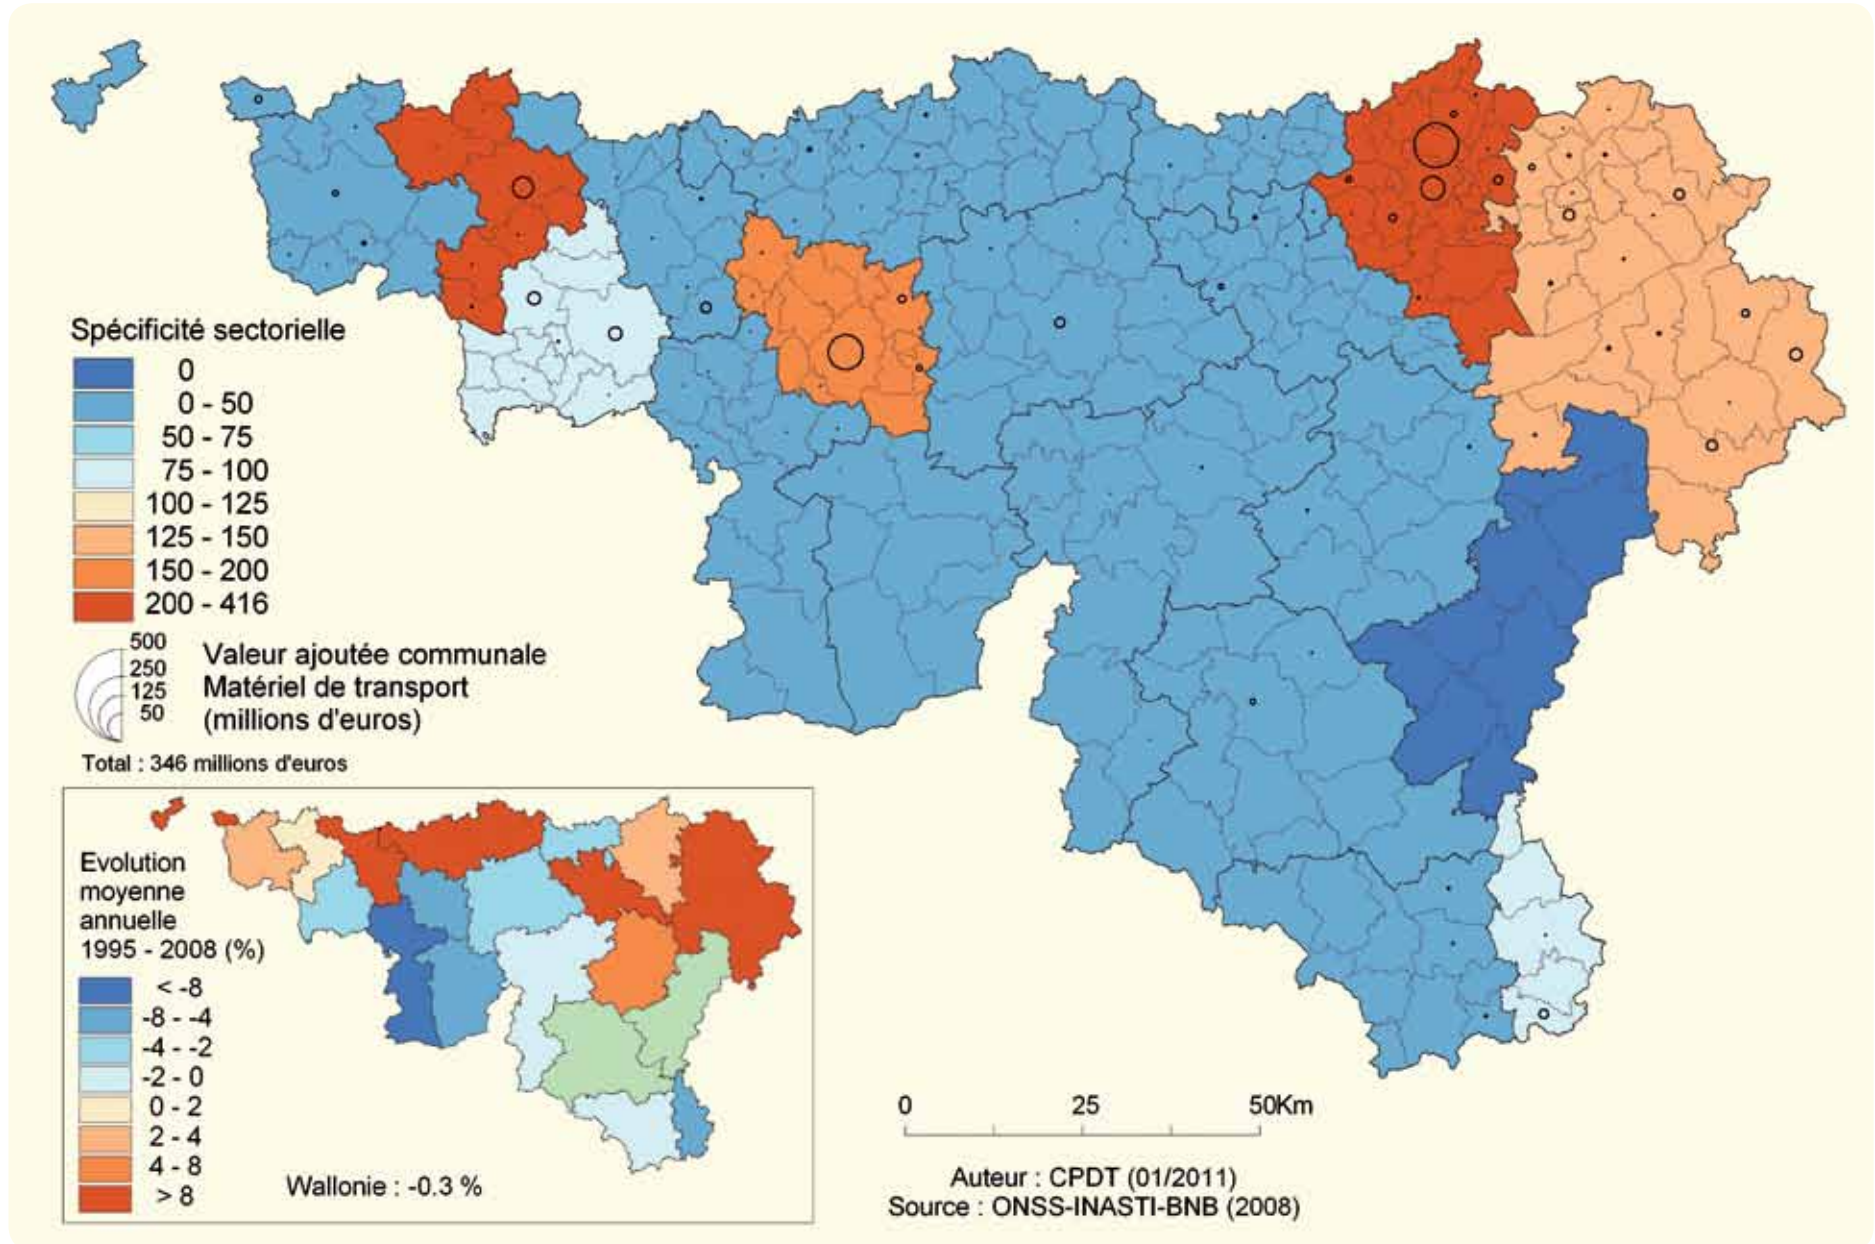 Spécificité sectorielle
0
0 - 50
50 - 75
75 - 100
100 - 125
125 - 150
150 - 200
200 - 416
500
250
125
50
Valeur ajoutée communale
Matériel de transport
(millions d'euros)
Total : 346 millions d'euros
Evolution
moyenne
annuelle
1995 - 2008 (%)
< -8
-8 - -4
-4 - -2
-2 - 0
0 - 2
2 - 4
4 - 8
> 8
Wallonie : -0.3 %
0 25 50Km
Auteur : CPDT (01/2011)
Source : ONSS-INASTI-BNB (2008)